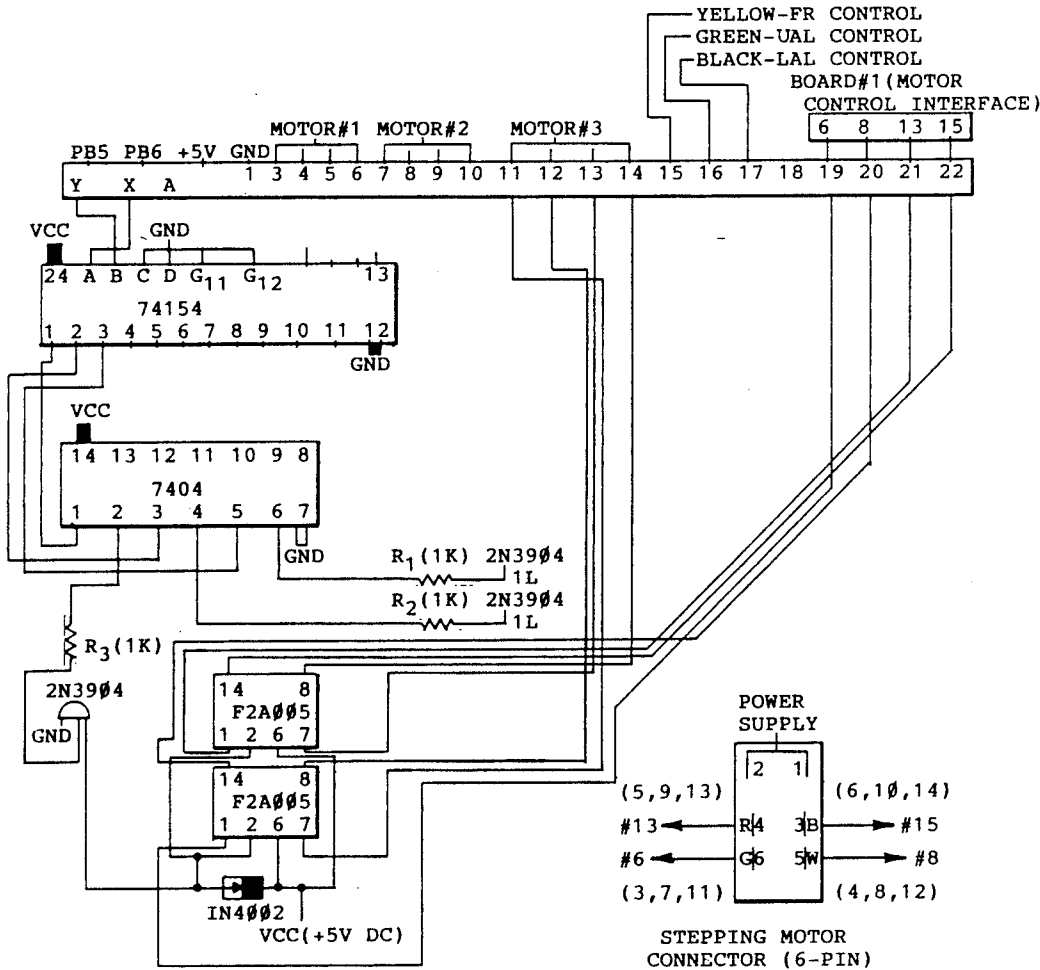 YELLOW-FR CONTROL
GREEN-UAL CONTROL
BLACK-LAL CONTROL
BOARD#1(MOTOR
CONTROL INTERFACE)
6 8 13 15
MOTOR#1 MOTOR#2 MOTOR#3
PB5 PB6 +5V GND
1 3 4 5 6 7 8 9 10 11 12 13 14 15 16 17 18 19 20 21 22
Y X A
VCC GND
24 A B C D G11 G12 13
74154
1 2 3 4 5 6 7 8 9 10 11 12
GND
VCC
14 13 12 11 10 9 8
7404
1 2 3 4 5 6 7
GND
R1(1K) 2N39Ø4
1L
R2(1K) 2N39Ø4
1L
R3(1K)
2N39Ø4
GND
14 8
F2AØØ5
1 2 6 7
14 8
F2AØØ5
1 2 6 7
IN4ØØ2
VCC(+5V DC)
POWER
SUPPLY
2 1
(5,9,13) (6,1Ø,14)
#13 R4 3B #15
#6 G6 5W #8
(3,7,11) (4,8,12)
STEPPING MOTOR
CONNECTOR (6-PIN)